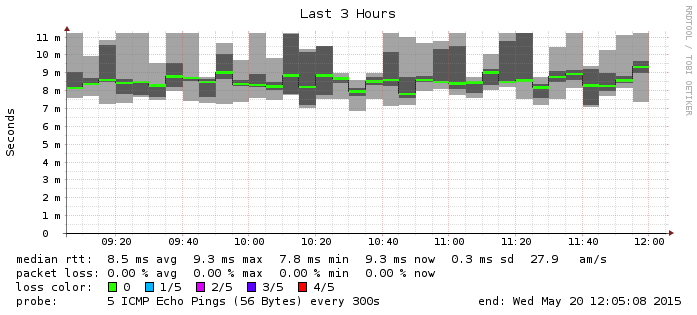 Last 3 Hours
RRDTOOL / TOBI OETIKER
Seconds
11 m
10 m
9 m
8 m
7 m
6 m
5 m
4 m
3 m
2 m
1 m
0
09:20 09:40 10:00 10:20 10:40 11:00 11:20 11:40 12:00
median rtt: 8.5 ms avg 9.3 ms max 7.8 ms min 9.3 ms now 0.3 ms sd 27.9 am/s
packet loss: 0.00 % avg 0.00 % max 0.00 % min 0.00 % now
loss color: 0 1/5 2/5 3/5 4/5
probe: 5 ICMP Echo Pings (56 Bytes) every 300s end: Wed May 20 12:05:08 2015